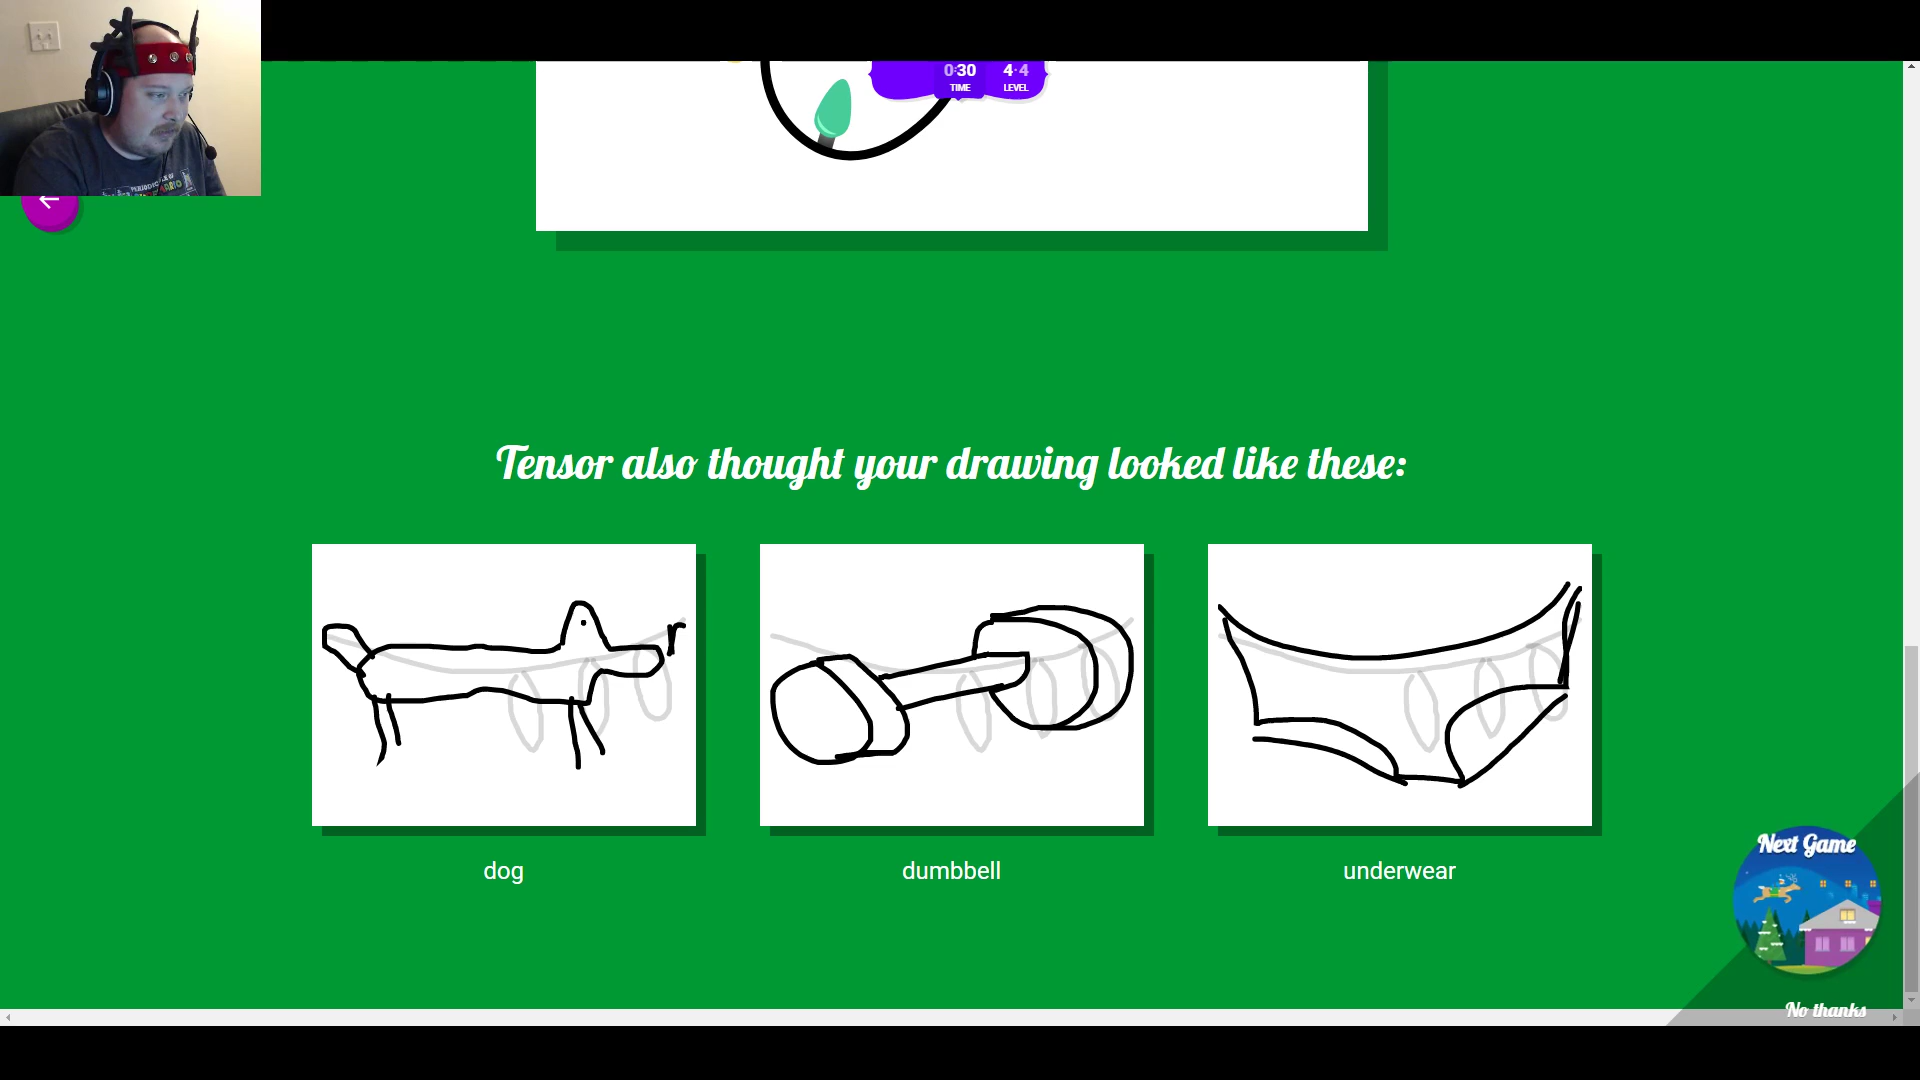 0:30 4·4
TIME LEVEL
Tensor also thought your drawing looked like these:
dog dumbbell underwear
Next Game
No thanks